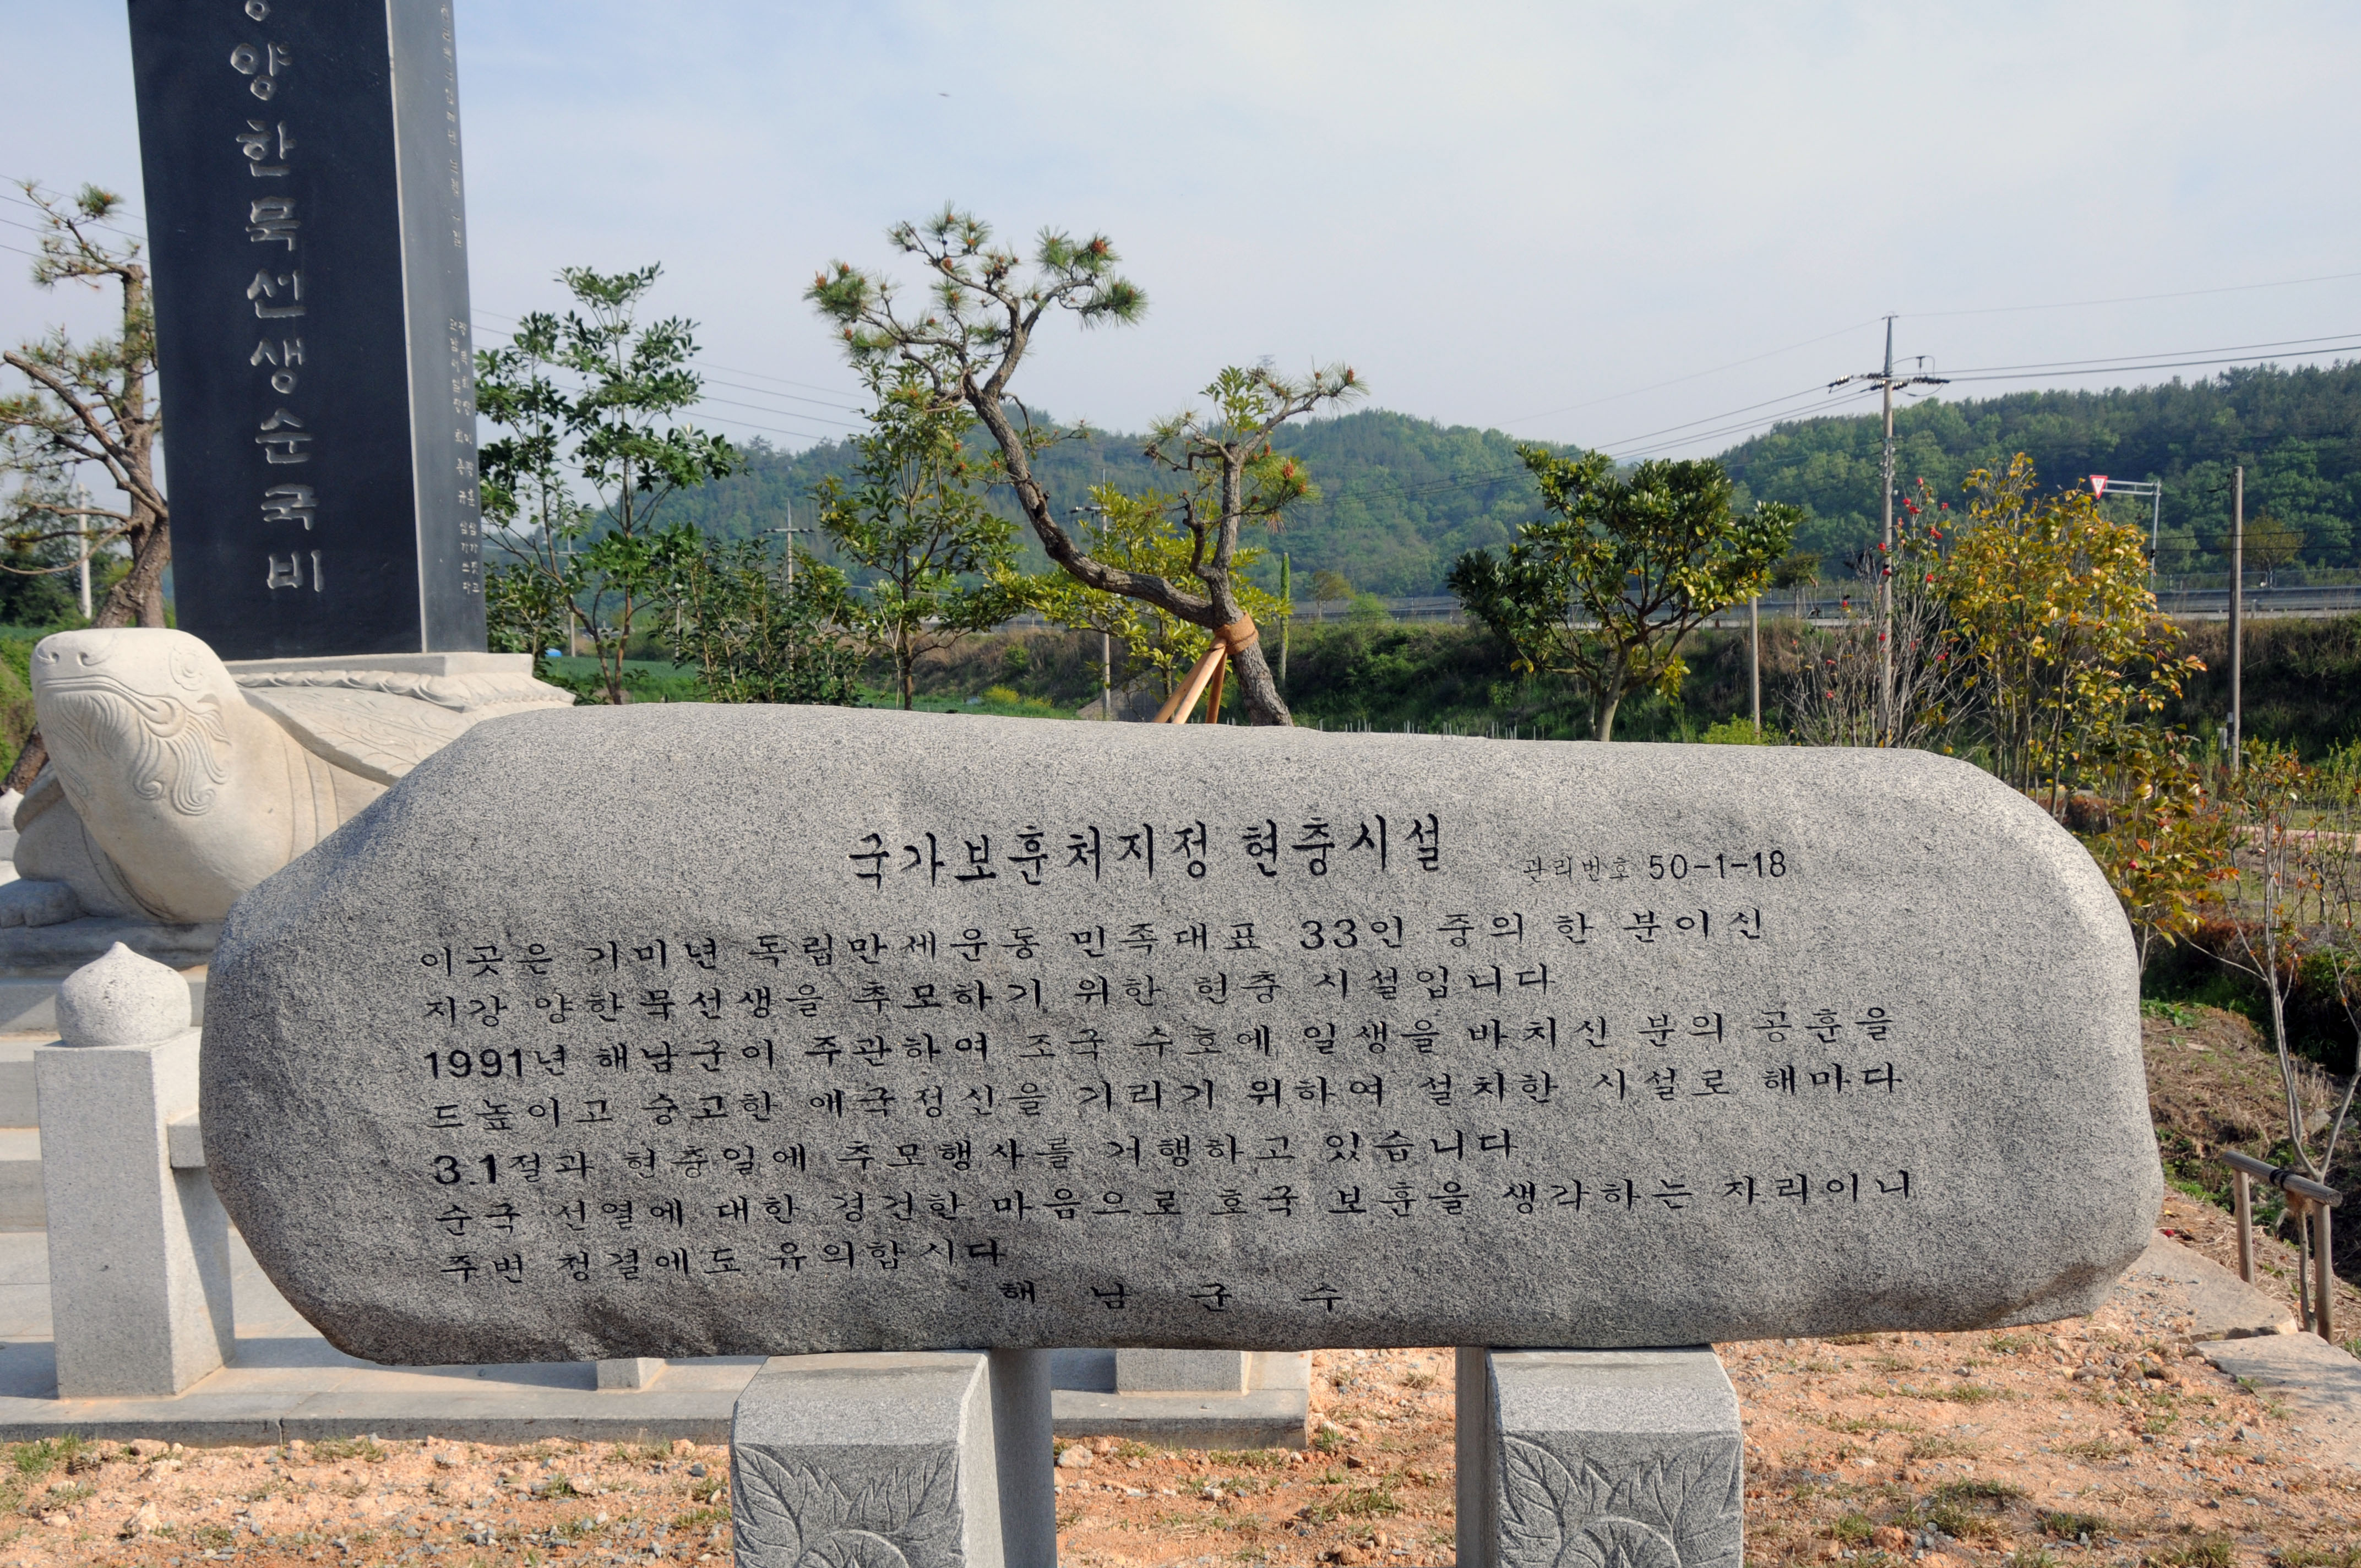 양한묵선생순국비
국가보훈처지정 현충시설 관리번호 50-1-18
이곳은 기미년 독립만세운동 민족대표 33인 중의 한 분이신
지강 양한묵선생을 추모하기 위한 현충 시설입니다
1991년 해남군이 주관하여 조국 수호에 일생을 바치신 분의 공훈을
드높이고 숭고한 애국정신을 기리기 위하여 설치한 시설로 해마다
3.1절과 현충일에 추모행사를 거행하고 있습니다
순국 선열에 대한 경건한 마음으로 호국 보훈을 생각하는 자리이니
주변 청결에도 유의합시다
해 남 군 수